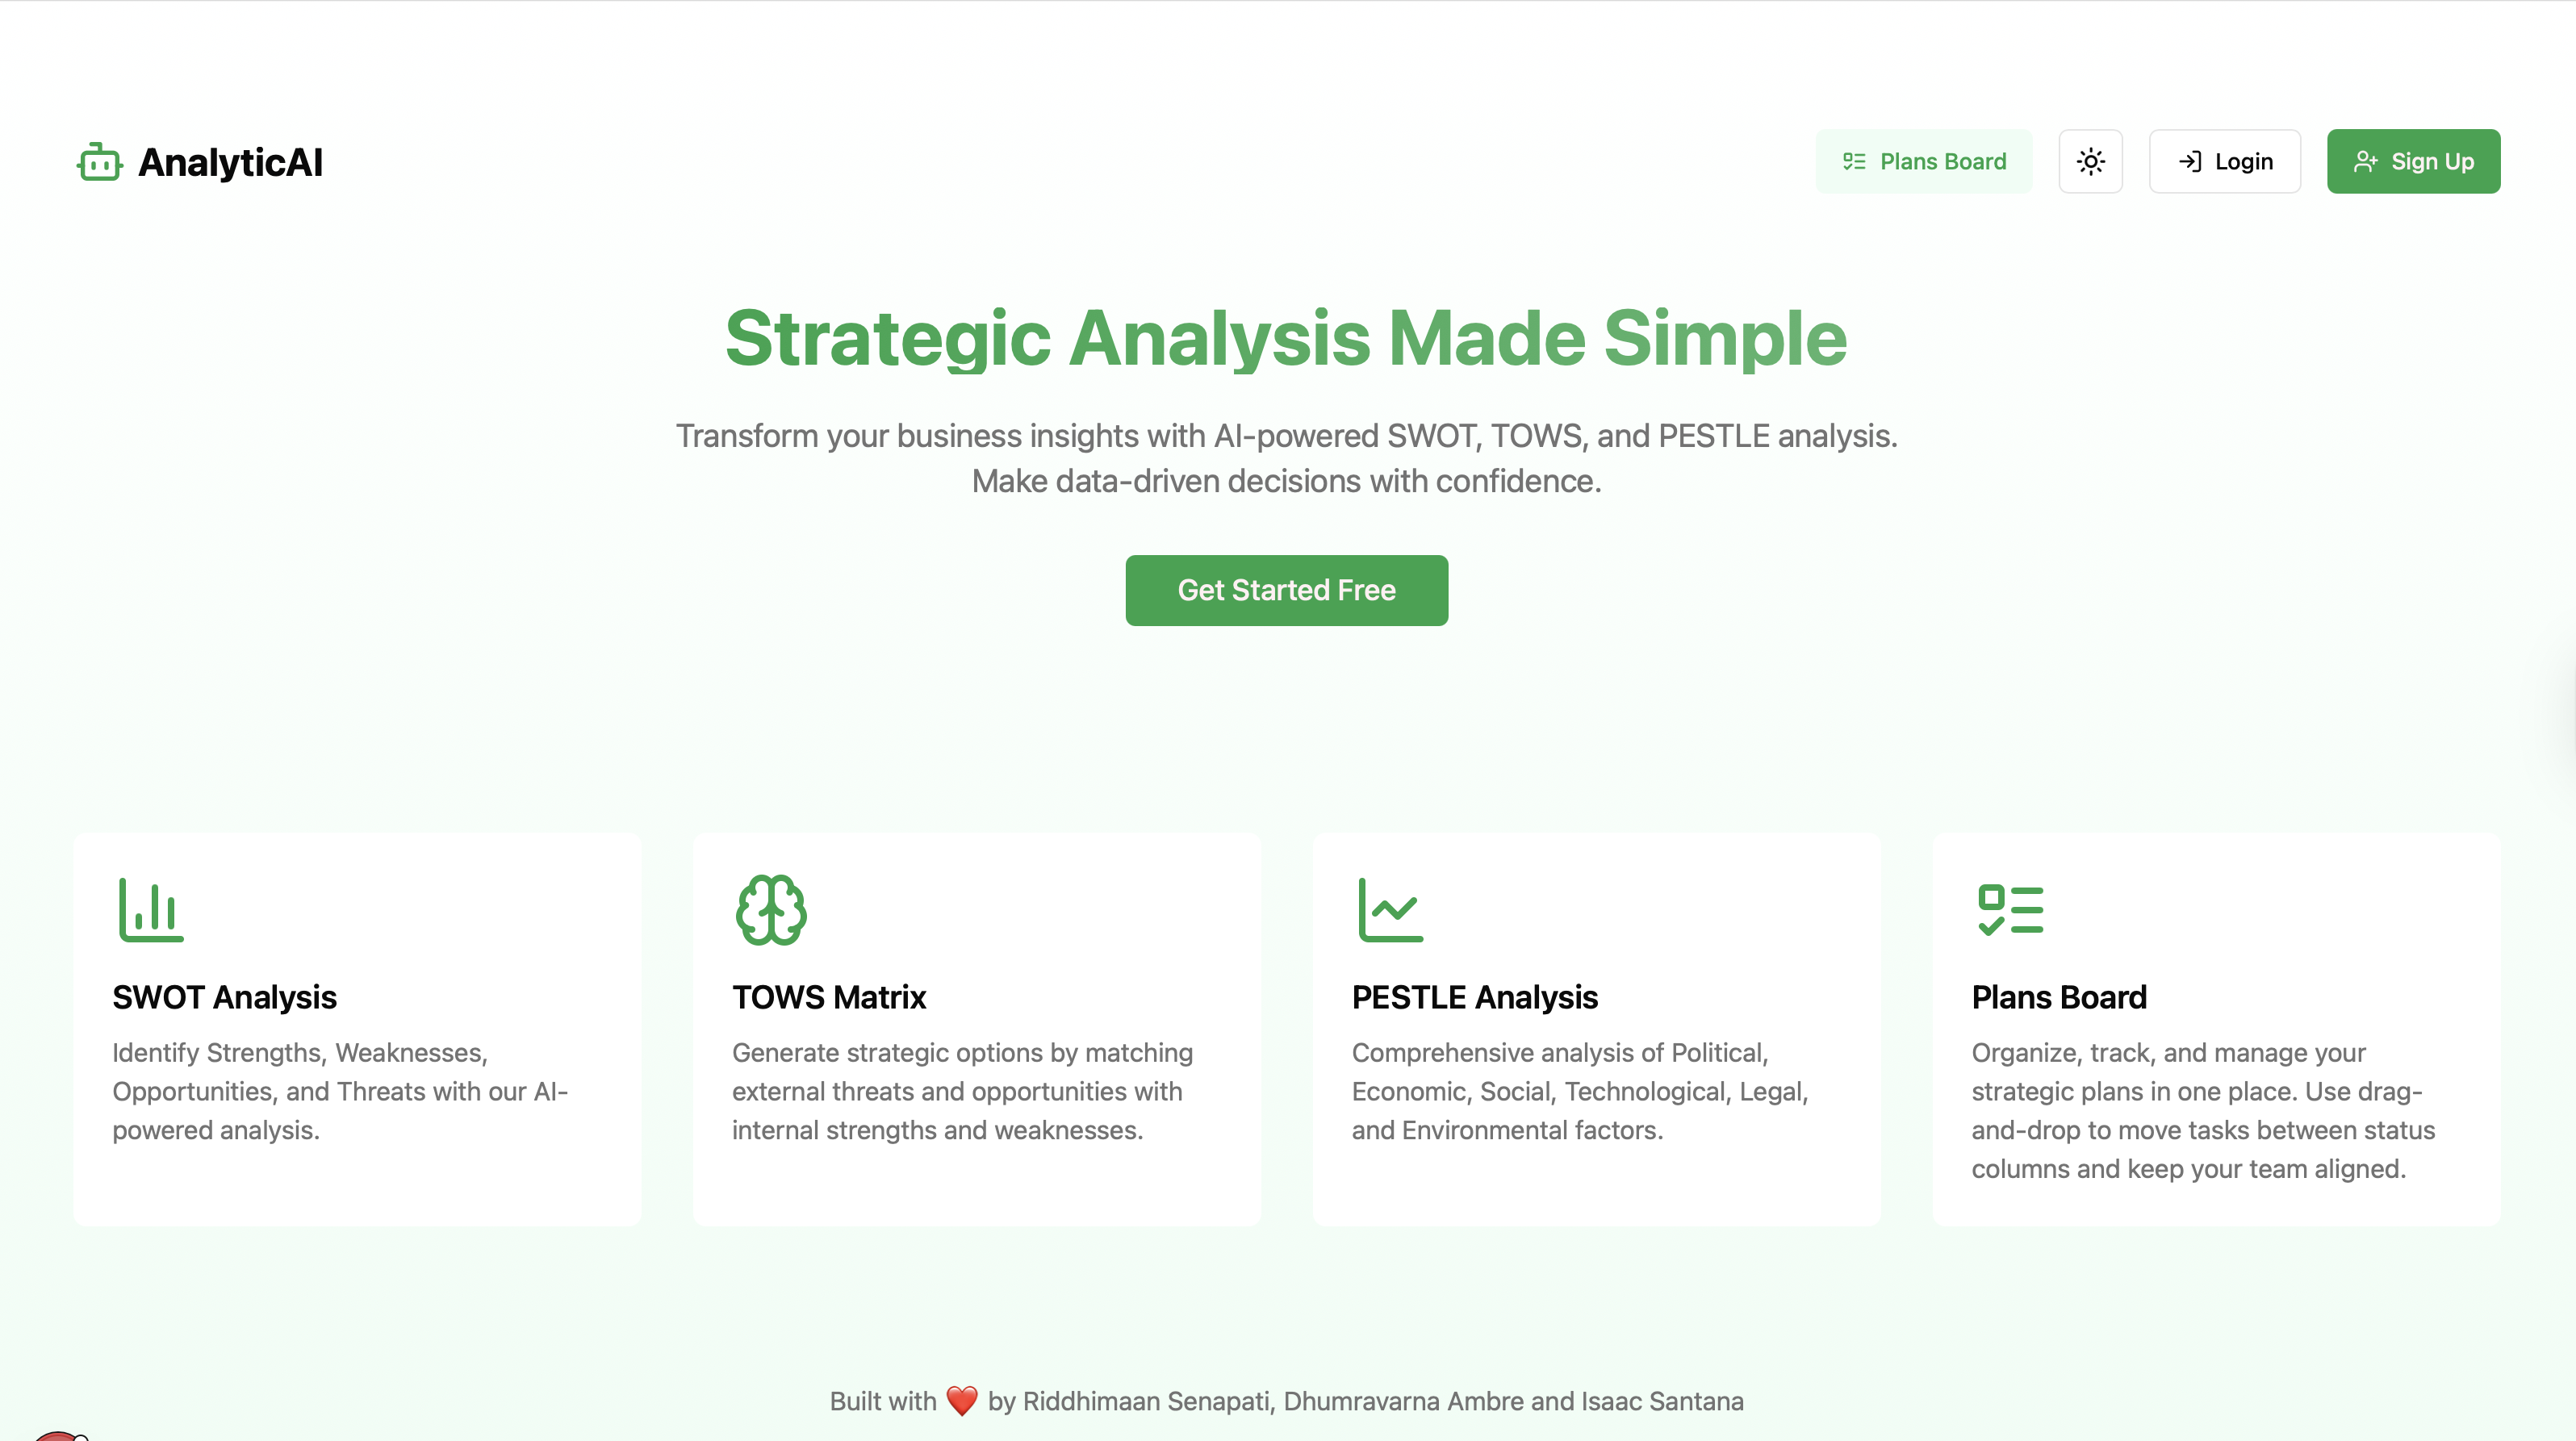 AnalyticAI
Plans Board
Login
Sign Up
Strategic Analysis Made Simple
Transform your business insights with AI-powered SWOT, TOWS, and PESTLE analysis.
Make data-driven decisions with confidence.
Get Started Free
SWOT Analysis
Identify Strengths, Weaknesses,
Opportunities, and Threats with our AI-
powered analysis.
TOWS Matrix
Generate strategic options by matching
external threats and opportunities with
internal strengths and weaknesses.
PESTLE Analysis
Comprehensive analysis of Political,
Economic, Social, Technological, Legal,
and Environmental factors.
Plans Board
Organize, track, and manage your
strategic plans in one place. Use drag-
and-drop to move tasks between status
columns and keep your team aligned.
Built with ❤️ by Riddhimaan Senapati, Dhumravarna Ambre and Isaac Santana